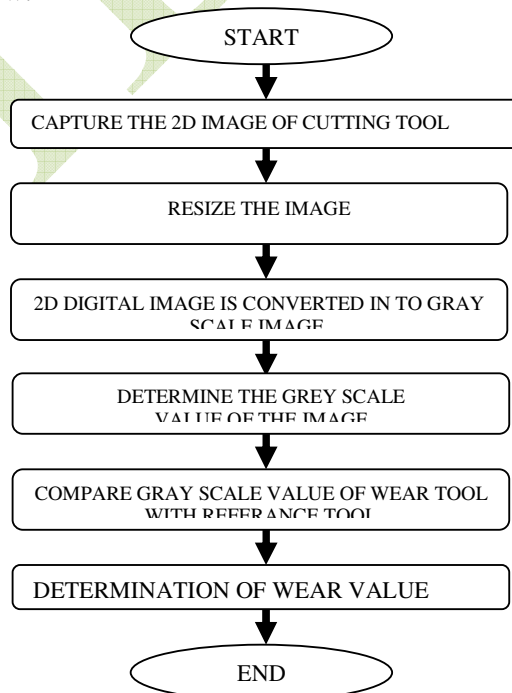 START
CAPTURE THE 2D IMAGE OF CUTTING TOOL
RESIZE THE IMAGE
2D DIGITAL IMAGE IS CONVERTED IN TO GRAY
SCALE IMAGE
DETERMINE THE GREY SCALE
VALUE OF THE IMAGE
COMPARE GRAY SCALE VALUE OF WEAR TOOL
WITH REFERANCE TOOL
DETERMINATION OF WEAR VALUE
END